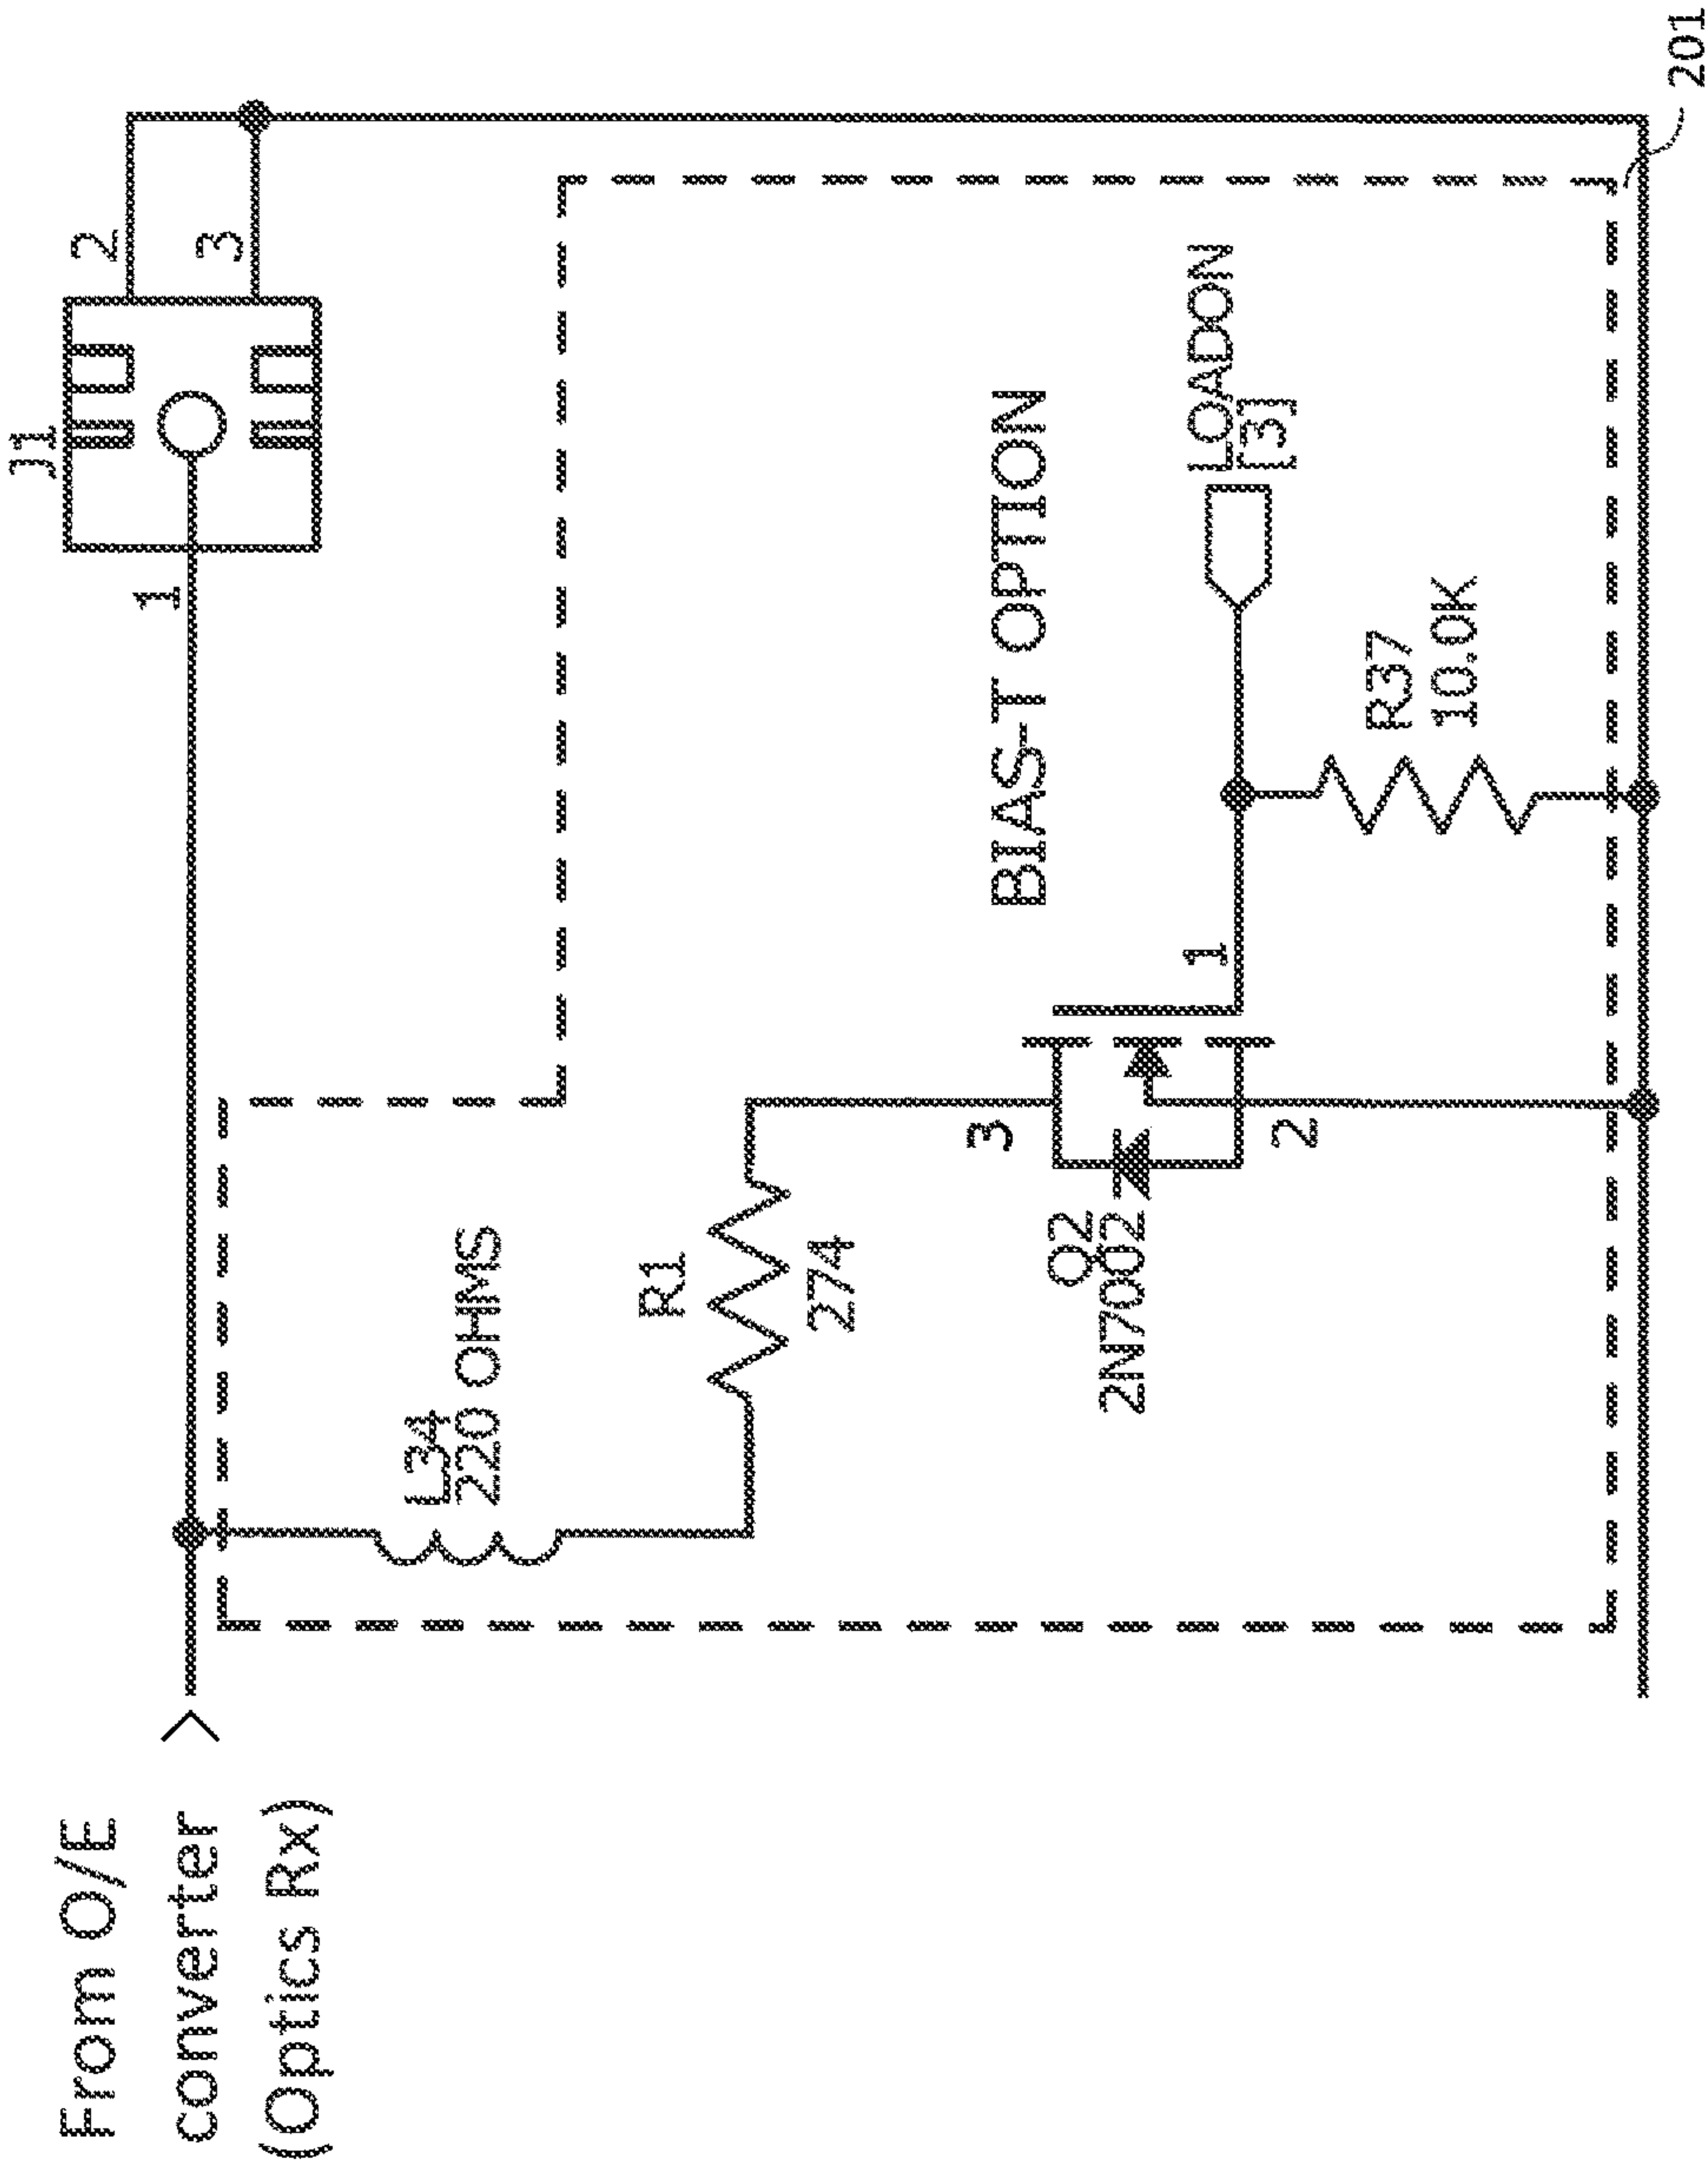 From O/E
converter
(Optics Rx)
>
J1
1
2
3
L34
220 OHMS
R1
274
3
Q2
2N7002
2
1
BIAS-T OPTION
LOADON
[3]
R37
10.0K
201